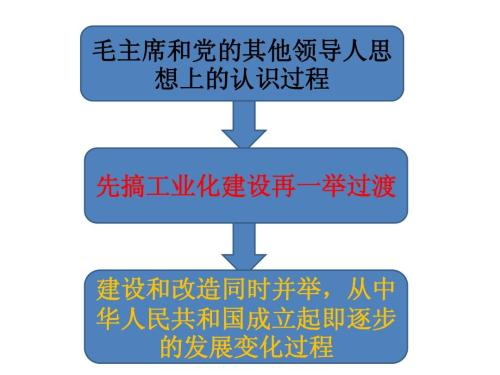 毛主席和党的其他领导人思
想上的认识过程
先搞工业化建设再一举过渡
建设和改造同时并举，从中
华人民共和国成立起即逐步
的发展变化过程